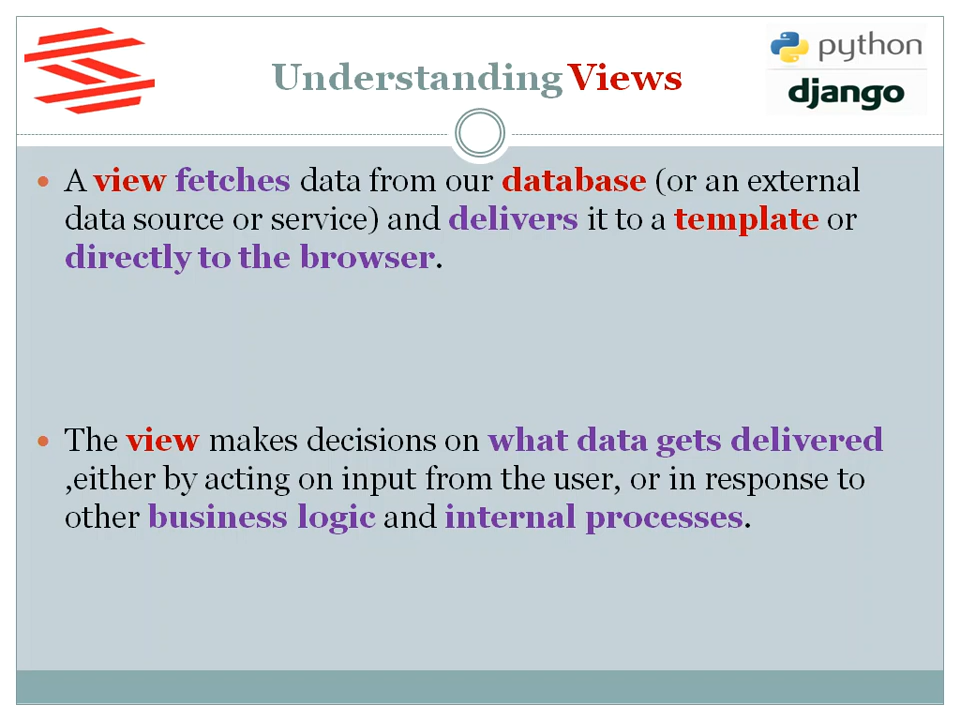 Understanding Views
python
django
• A view fetches data from our database (or an external
data source or service) and delivers it to a template or
directly to the browser.
• The view makes decisions on what data gets delivered
,either by acting on input from the user, or in response to
other business logic and internal processes.